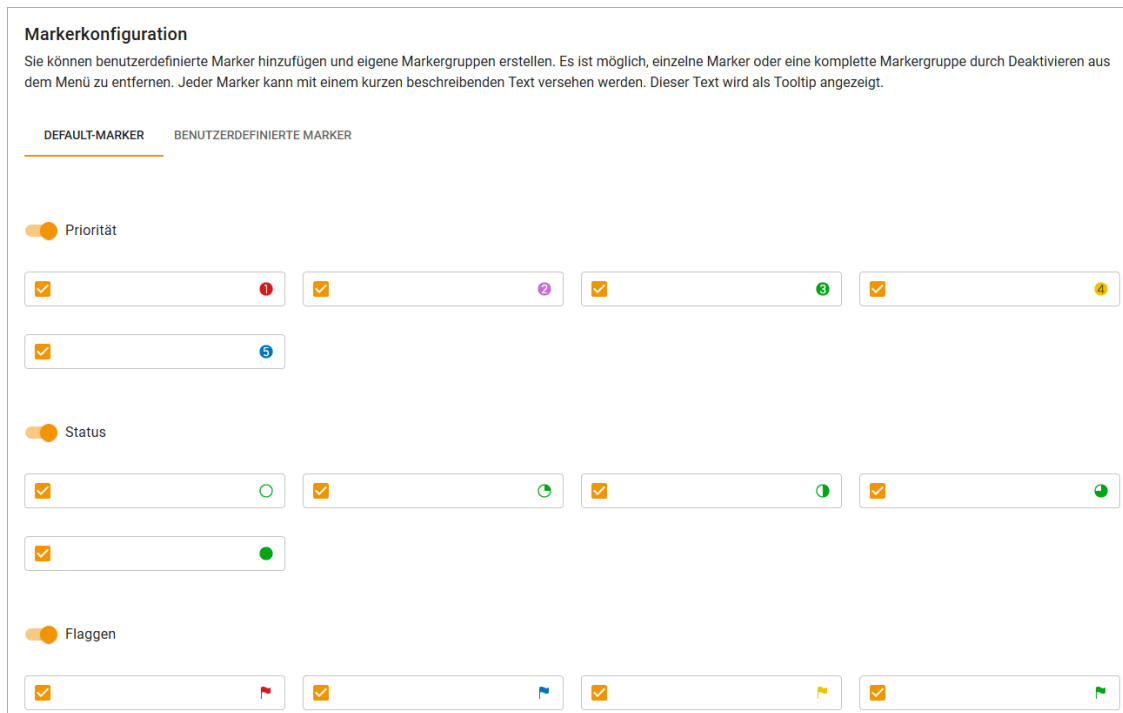 Markerkonfiguration
Sie können benutzerdefinierte Marker hinzufügen und eigene Markergruppen erstellen. Es ist möglich, einzelne Marker oder eine komplette Markergruppe durch Deaktivieren aus
dem Menü zu entfernen. Jeder Marker kann mit einem kurzen beschreibenden Text versehen werden. Dieser Text wird als Tooltip angezeigt.
DEFAULT-MARKER BENUTZERDEFINIERTE MARKER
Priorität
1 2 3 4
5
Status
Flaggen